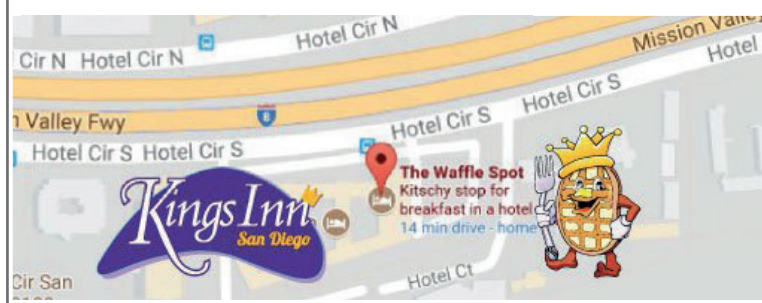 Hotel Cir N
Cir N Hotel Cir N
Mission Valley
Hotel
Valley Fwy
8
Hotel Cir S
Hotel Cir S
Hotel Cir S Hotel Cir S
The Waffle Spot
Kitschy stop for
breakfast in a hotel
14 min drive - home
Kings Inn
San Diego
Hotel Ct
Cir San